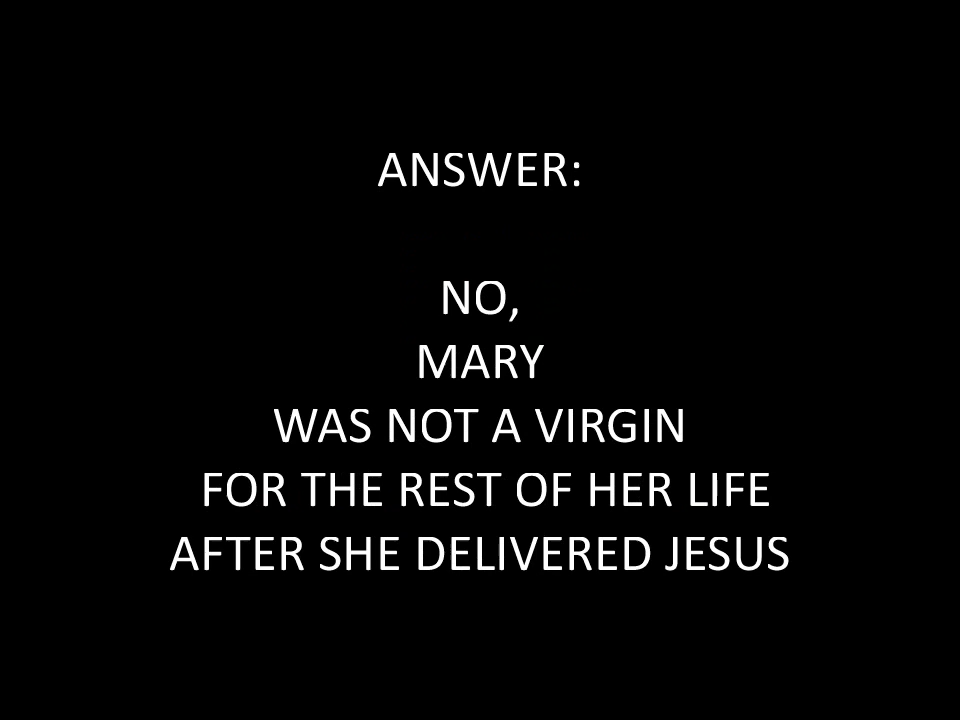 ANSWER:
NO,
MARY
WAS NOT A VIRGIN
FOR THE REST OF HER LIFE
AFTER SHE DELIVERED JESUS